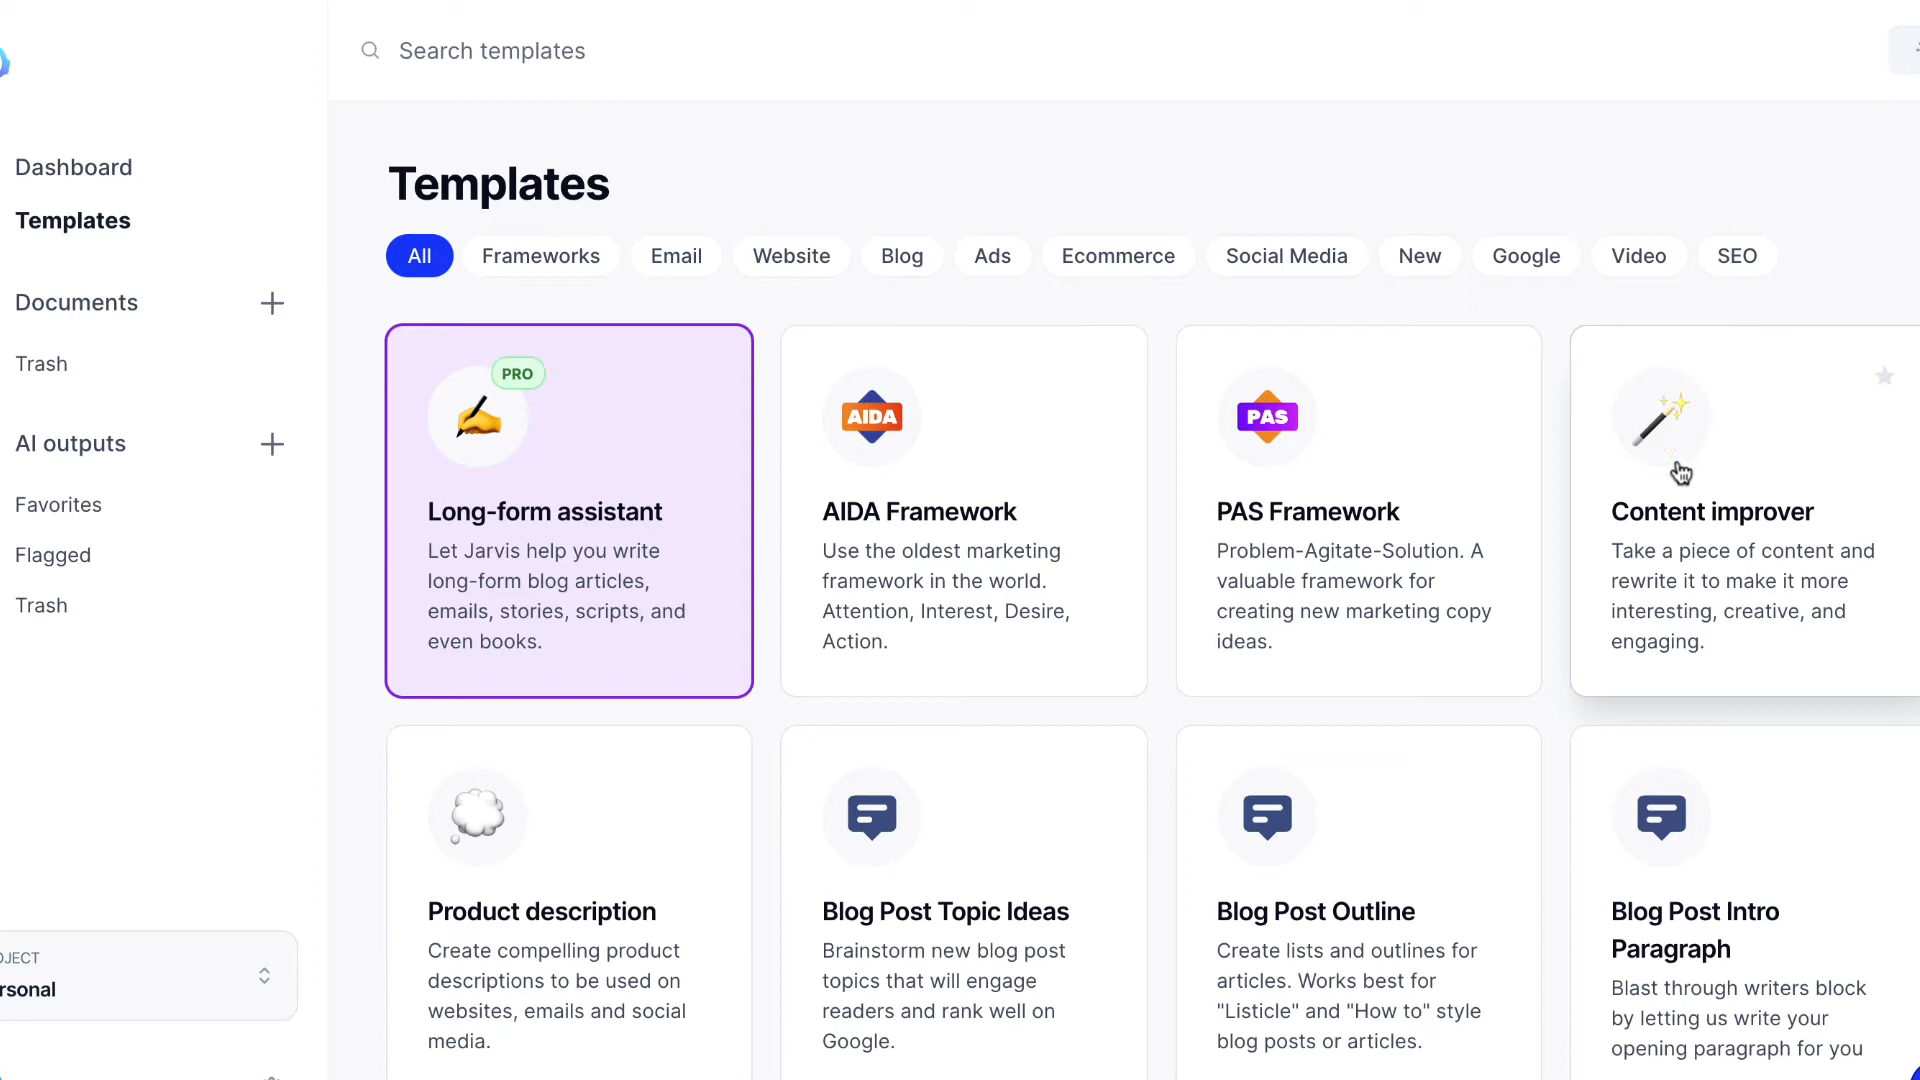 Search templates
Dashboard
Templates
Documents
Trash
AI outputs
Favorites
Flagged
Trash
OJECT
rsonal
Templates
All
Frameworks
Email
Website
Blog
Ads
Ecommerce
Social Media
New
Google
Video
SEO
PRO
Long-form assistant
Let Jarvis help you write
long-form blog articles,
emails, stories, scripts, and
even books.
AIDA
AIDA Framework
Use the oldest marketing
framework in the world.
Attention, Interest, Desire,
Action.
PAS
PAS Framework
Problem-Agitate-Solution. A
valuable framework for
creating new marketing copy
ideas.
Content improver
Take a piece of content and
rewrite it to make it more
interesting, creative, and
engaging.
Product description
Create compelling product
descriptions to be used on
websites, emails and social
media.
Blog Post Topic Ideas
Brainstorm new blog post
topics that will engage
readers and rank well on
Google.
Blog Post Outline
Create lists and outlines for
articles. Works best for
"Listicle" and "How to" style
blog posts or articles.
Blog Post Intro
Paragraph
Blast through writers block
by letting us write your
opening paragraph for you